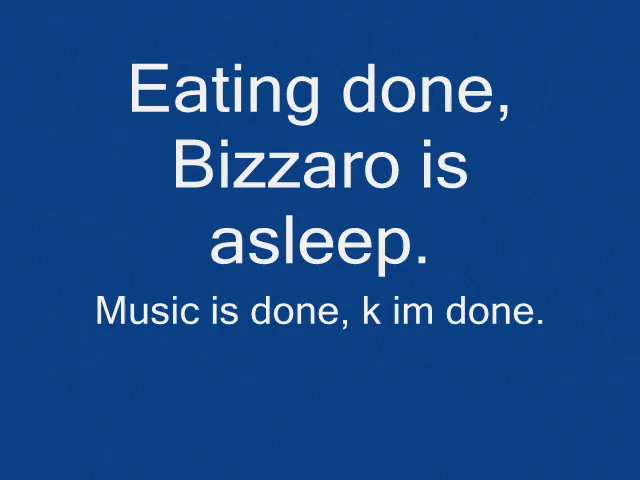 Eating done,
Bizzaro is
asleep.
Music is done, k im done.